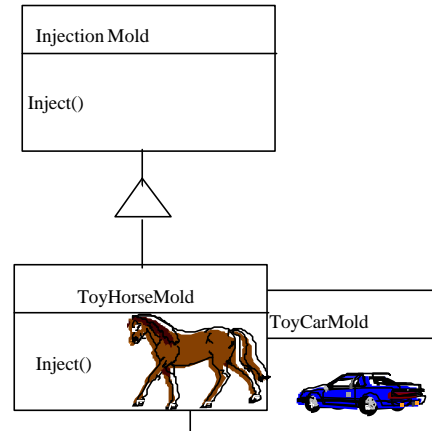 Injection Mold
Inject()
ToyHorseMold
ToyCarMold
Inject()